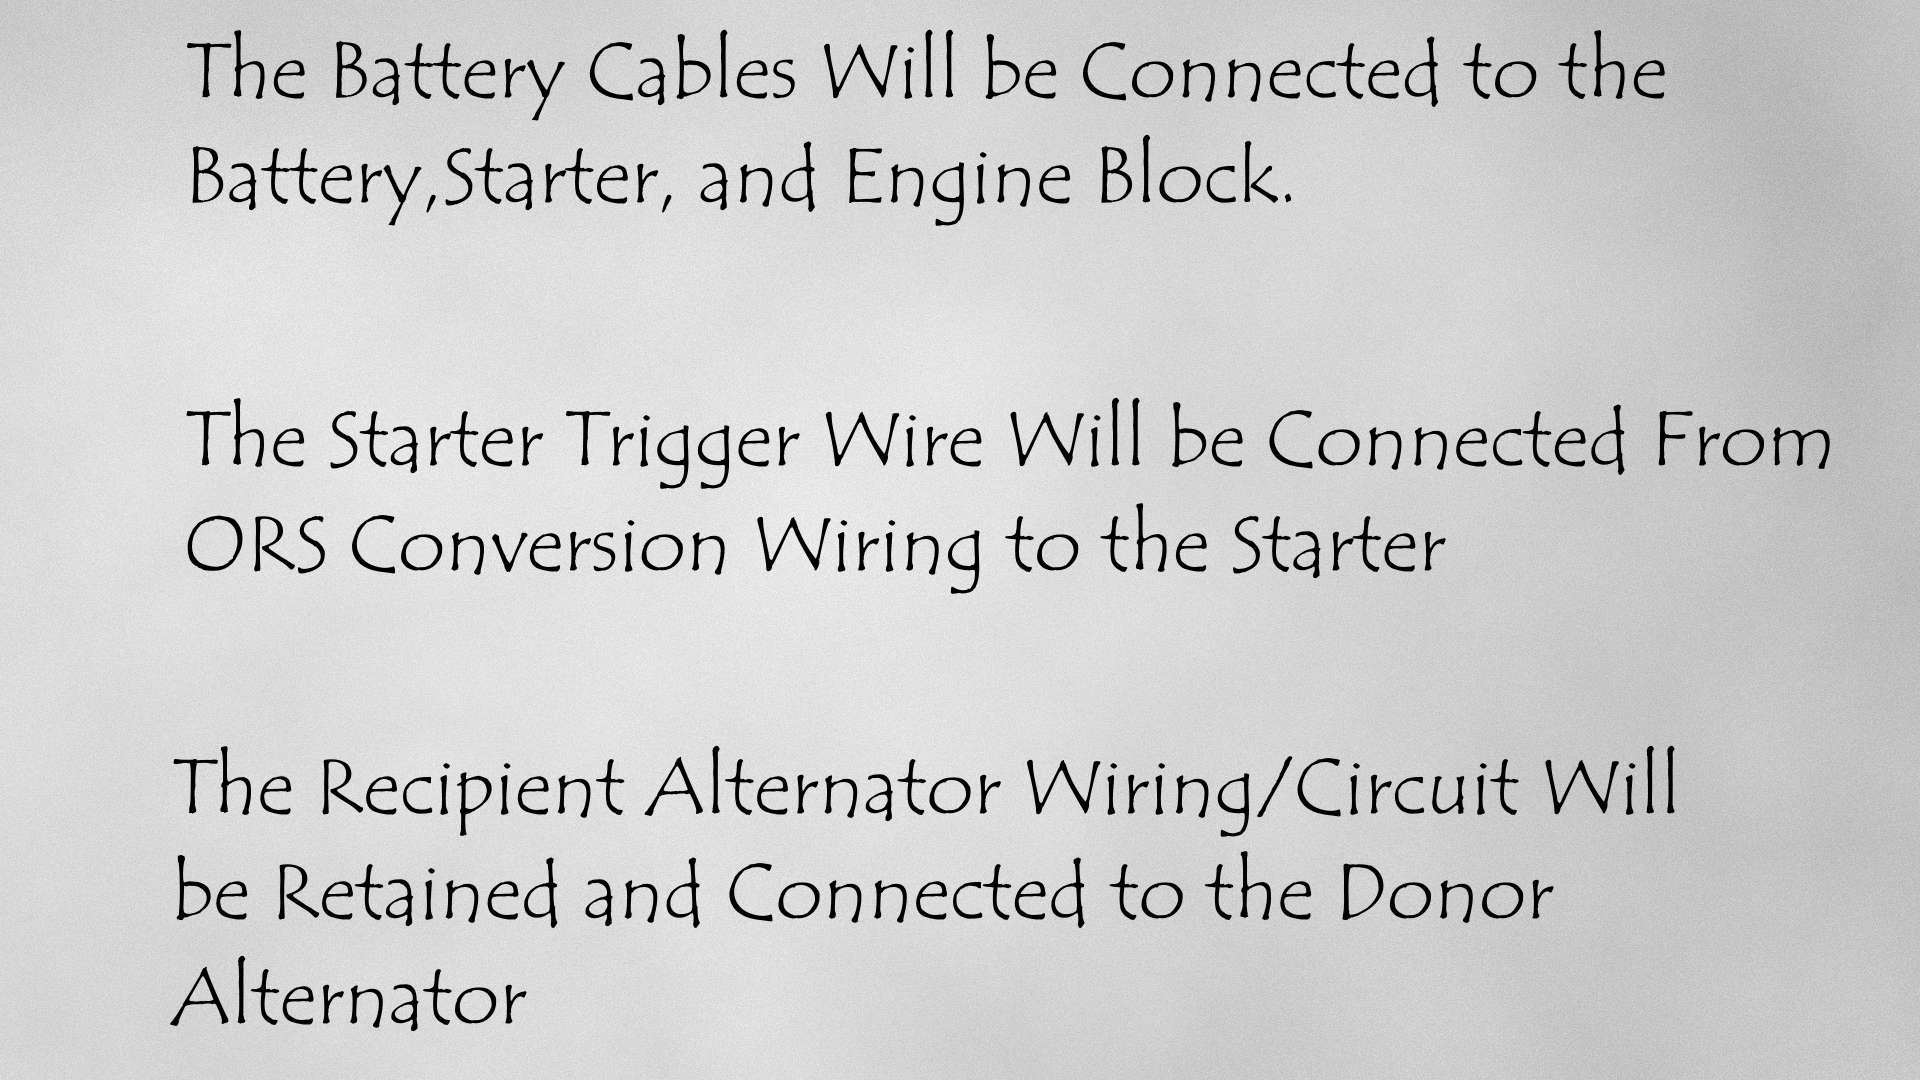 The Battery Cables Will be Connected to the
Battery,Starter, and Engine Block.
The Starter Trigger Wire Will be Connected From
ORS Conversion Wiring to the Starter
The Recipient Alternator Wiring/Circuit Will
be Retained and Connected to the Donor
Alternator